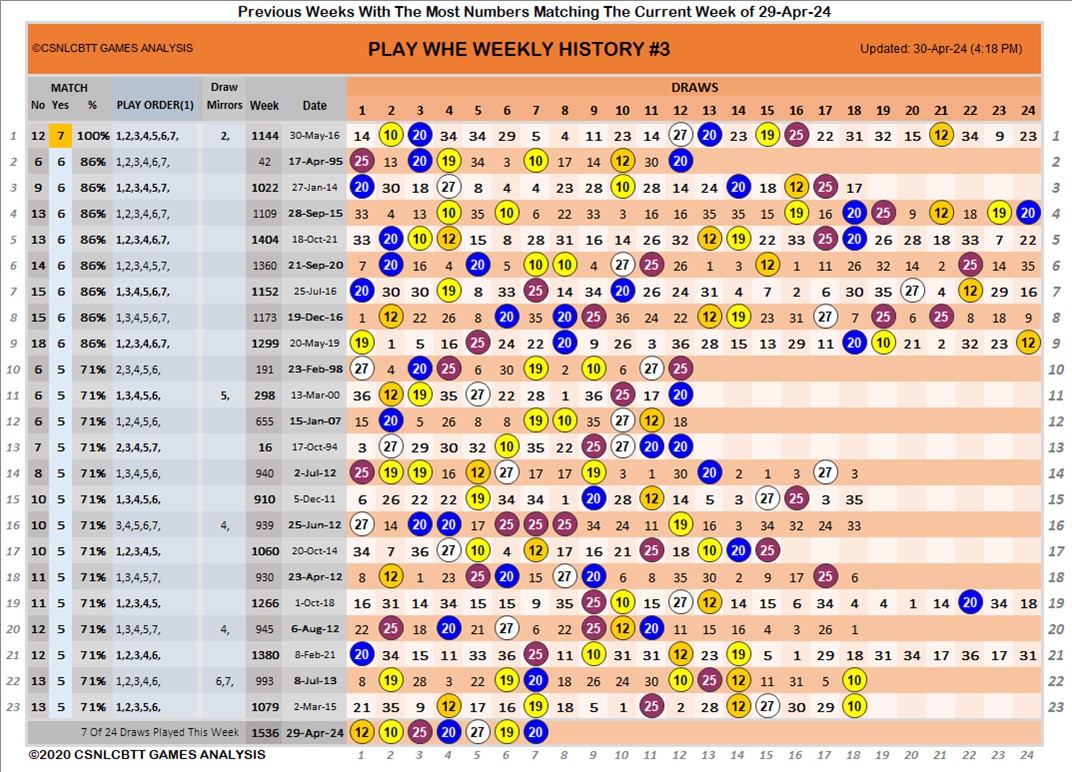 Previous Weeks With The Most Numbers Matching The Current Week of 29-Apr-24
©CSNLCBTT GAMES ANALYSIS PLAY WHE WEEKLY HISTORY #3 Updated: 30-Apr-24 (4:18 PM)
MATCH Draw DRAWS
No Yes % PLAY ORDER(1) Mirrors Week Date 1 2 3 4 5 6 7 8 9 10 11 12 13 14 15 16 17 18 19 20 21 22 23 24
1 12 7 100% 1,2,3,4,5,6,7, 2, 1144 30-May-16 14 10 20 34 34 29 5 4 11 23 14 27 20 23 15 25 22 31 32 15 12 34 9 23 1
2 6 6 86% 1,2,3,4,6,7, 42 17-Apr-95 25 13 20 19 34 3 10 17 14 12 30 20 2
3 9 6 86% 1,2,3,4,5,7, 1022 27-Jan-14 20 30 18 27 8 4 4 23 28 10 28 14 24 20 18 12 25 17 3
4 13 6 86% 1,2,3,4,6,7, 1109 28-Sep-15 33 4 13 10 35 10 6 22 33 3 16 16 35 35 15 19 16 20 25 9 12 18 19 20 4
5 13 6 86% 1,2,3,4,6,7, 1404 18-Oct-21 33 20 10 12 15 8 28 31 16 14 26 32 12 19 22 33 25 20 26 28 18 33 7 22 5
6 14 6 86% 1,2,3,4,5,7, 1360 21-Sep-20 7 20 16 4 20 5 10 10 4 27 25 26 1 3 12 1 11 26 32 14 2 25 14 35 6
7 15 6 86% 1,3,4,5,6,7, 1152 25-Jul-16 20 30 30 19 8 33 25 14 34 20 26 24 31 4 7 2 6 30 35 27 4 12 29 16 7
8 15 6 86% 1,3,4,5,6,7, 1173 19-Dec-16 1 12 22 26 8 20 35 20 25 36 24 22 12 19 23 31 27 7 25 6 25 8 18 9 8
9 18 6 86% 1,2,3,4,6,7, 1299 20-May-19 19 1 5 16 25 24 22 20 9 26 3 36 28 15 13 29 11 20 10 21 2 32 23 12 9
10 6 5 71% 2,3,4,5,6, 191 23-Feb-98 27 4 20 25 6 30 19 2 10 6 27 25 10
11 6 5 71% 1,3,4,5,6, 5, 298 13-Mar-00 36 12 19 35 27 22 28 1 36 25 17 20 11
12 6 5 71% 1,2,4,5,6, 655 15-Jan-07 15 20 5 26 8 8 19 10 35 27 12 18 12
13 7 5 71% 2,3,4,5,7, 16 17-Oct-94 3 27 29 30 32 10 35 22 25 27 20 20 13
14 8 5 71% 1,3,4,5,6, 940 2-Jul-12 25 19 19 16 12 27 17 17 19 3 1 30 20 2 1 3 27 3 14
15 10 5 71% 1,3,4,5,6, 910 5-Dec-11 6 26 22 22 19 34 34 1 20 28 12 14 5 3 27 25 3 35 15
16 10 5 71% 3,4,5,6,7, 4, 939 25-Jun-12 27 14 20 20 17 25 25 25 34 24 11 19 16 3 34 32 24 33 16
17 10 5 71% 1,2,3,4,5, 1060 20-Oct-14 34 7 36 27 10 4 12 17 16 21 25 18 10 20 25 17
18 11 5 71% 1,3,4,5,7, 930 23-Apr-12 8 12 1 23 25 20 15 27 20 6 8 35 30 2 9 17 25 6 18
19 11 5 71% 1,2,3,4,5, 1266 1-Oct-18 16 31 14 34 15 15 9 35 25 10 15 27 12 14 15 6 34 4 4 1 14 20 34 18 19
20 12 5 71% 1,3,4,5,7, 4, 945 6-Aug-12 22 25 18 20 21 27 6 22 25 12 20 11 15 16 4 3 26 1 20
21 12 5 71% 1,2,3,4,6, 1380 8-Feb-21 20 34 15 11 33 36 25 11 10 31 31 12 23 19 5 1 29 18 31 34 17 36 17 31 21
22 13 5 71% 1,2,3,4,6, 6,7, 993 8-Jul-13 8 19 28 3 22 19 20 18 26 24 30 10 25 12 31 5 18 10 22
23 13 5 71% 1,2,3,5,6, 1079 2-Mar-15 21 35 9 12 17 16 19 18 5 1 25 2 28 12 27 30 29 10 23
7 Of 24 Draws Played This Week 1536 29-Apr-24 12 10 25 20 27 19 20
©2020 CSNLCBTT GAMES ANALYSIS 1 2 3 4 5 6 7 8 9 10 11 12 13 14 15 16 17 18 19 20 21 22 23 24